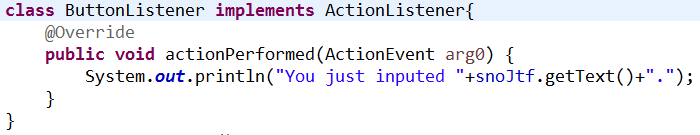 class ButtonListener implements ActionListener{
@Override
public void actionPerformed(ActionEvent arg0) {
System.out.println("You just inputed "+snoJtf.getText()+".");
}
}